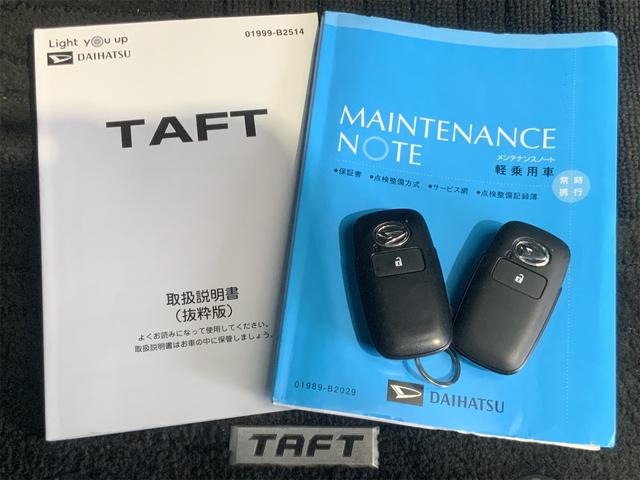 Light you up
DAIHATSU
01999-B2514
TAFT
取扱説明書
(抜粋版)
よくお読みになって使用してください。
取扱説明書はお車の中に保管しましょう。
MAINTENANCE
NOTE
メンテナンスノート
軽乗用車
常時
携行
•保証書 •点検整備方式 •サービス網 •点検整備記録簿
01989-B2029
DAIHATSU
TAFT